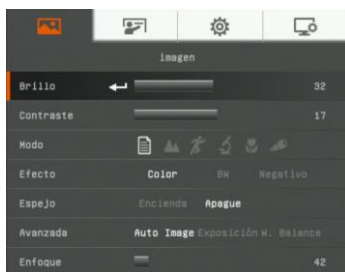 imagen
Brillo 32
Contraste 17
Modo
Efecto Color BW Negativo
Espejo Encienda Apague
Avanzada Auto Image Exposición W. Balance
Enfoque 42